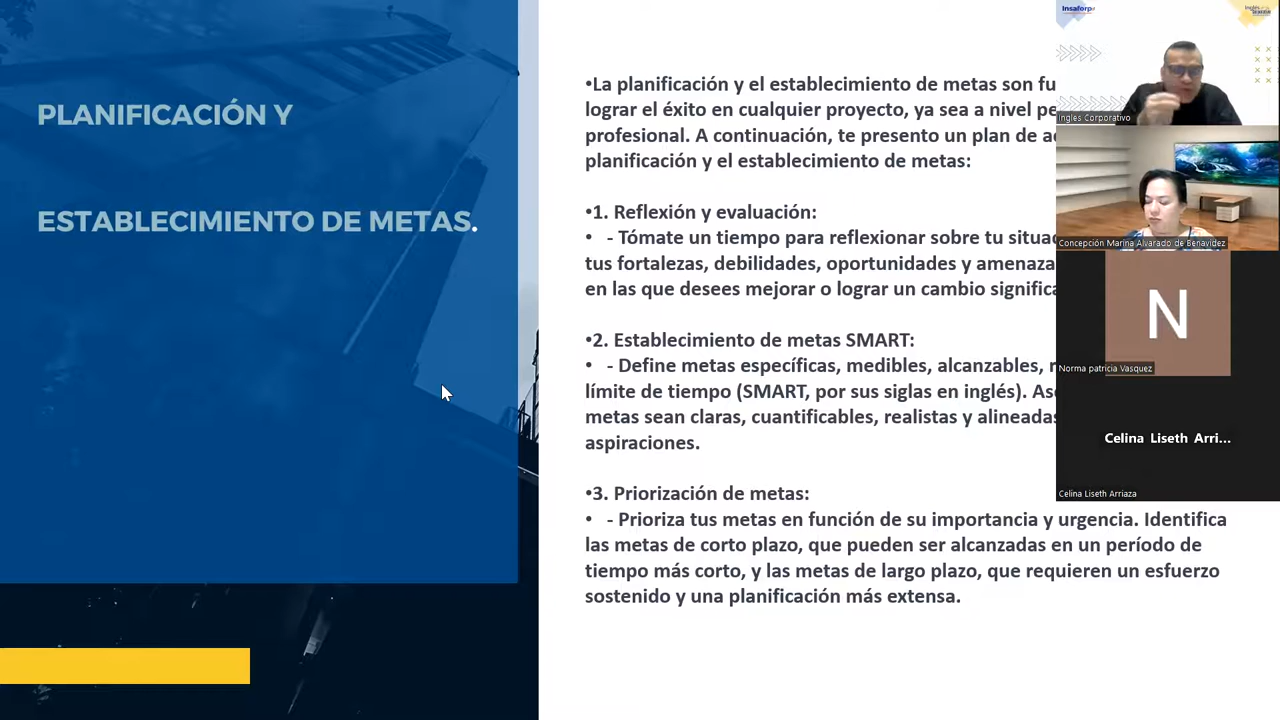 PLANIFICACIÓN Y
ESTABLECIMIENTO DE METAS.
•La planificación y el establecimiento de metas son
lograr el éxito en cualquier proyecto, ya sea a nivel
profesional. A continuación, te presento un plan de
planificación y el establecimiento de metas:
•1. Reflexión y evaluación:
• - Tómate un tiempo para reflexionar sobre tu
tus fortalezas, debilidades, oportunidades y
en las que desees mejorar o lograr un cambio
•2. Establecimiento de metas SMART:
• - Define metas específicas, medibles, alcanzables,
límite de tiempo (SMART, por sus siglas en inglés).
metas sean claras, cuantificables, realistas y
aspiraciones.
•3. Priorización de metas:
• - Prioriza tus metas en función de su importancia y urgencia. Identifica
las metas de corto plazo, que pueden ser alcanzadas en un período de
tiempo más corto, y las metas de largo plazo, que requieren un esfuerzo
sostenido y una planificación más extensa.
Insaforp
Ingles Corporativo
Concepción Marina Alvarado de Benavidez
N
Norma patricia Vasquez
Celina Liseth Arri...
Celina Liseth Arriaza